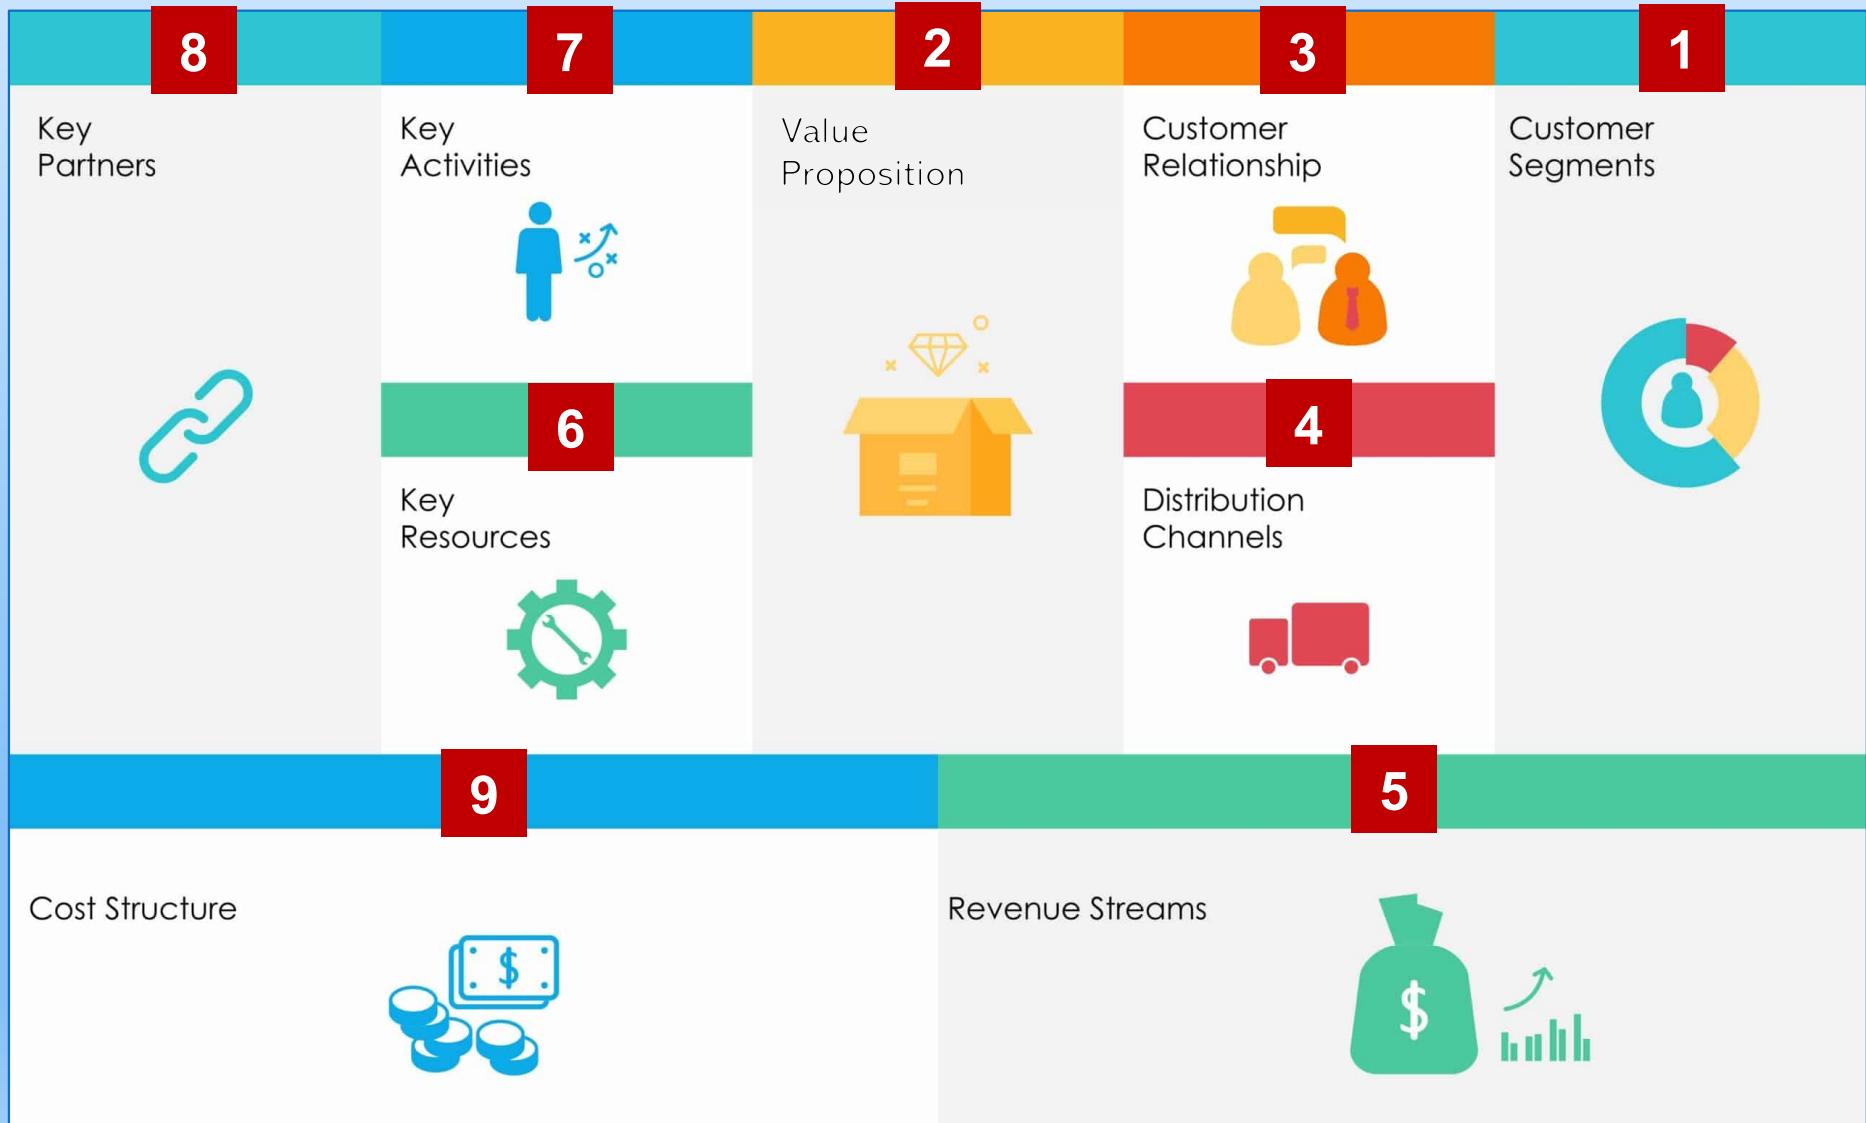 8
7
2
3
1
Key
Partners
Key
Activities
Value
Proposition
Customer
Relationship
Customer
Segments
6
4
Key
Resources
Distribution
Channels
9
5
Cost Structure
$
Revenue Streams
$